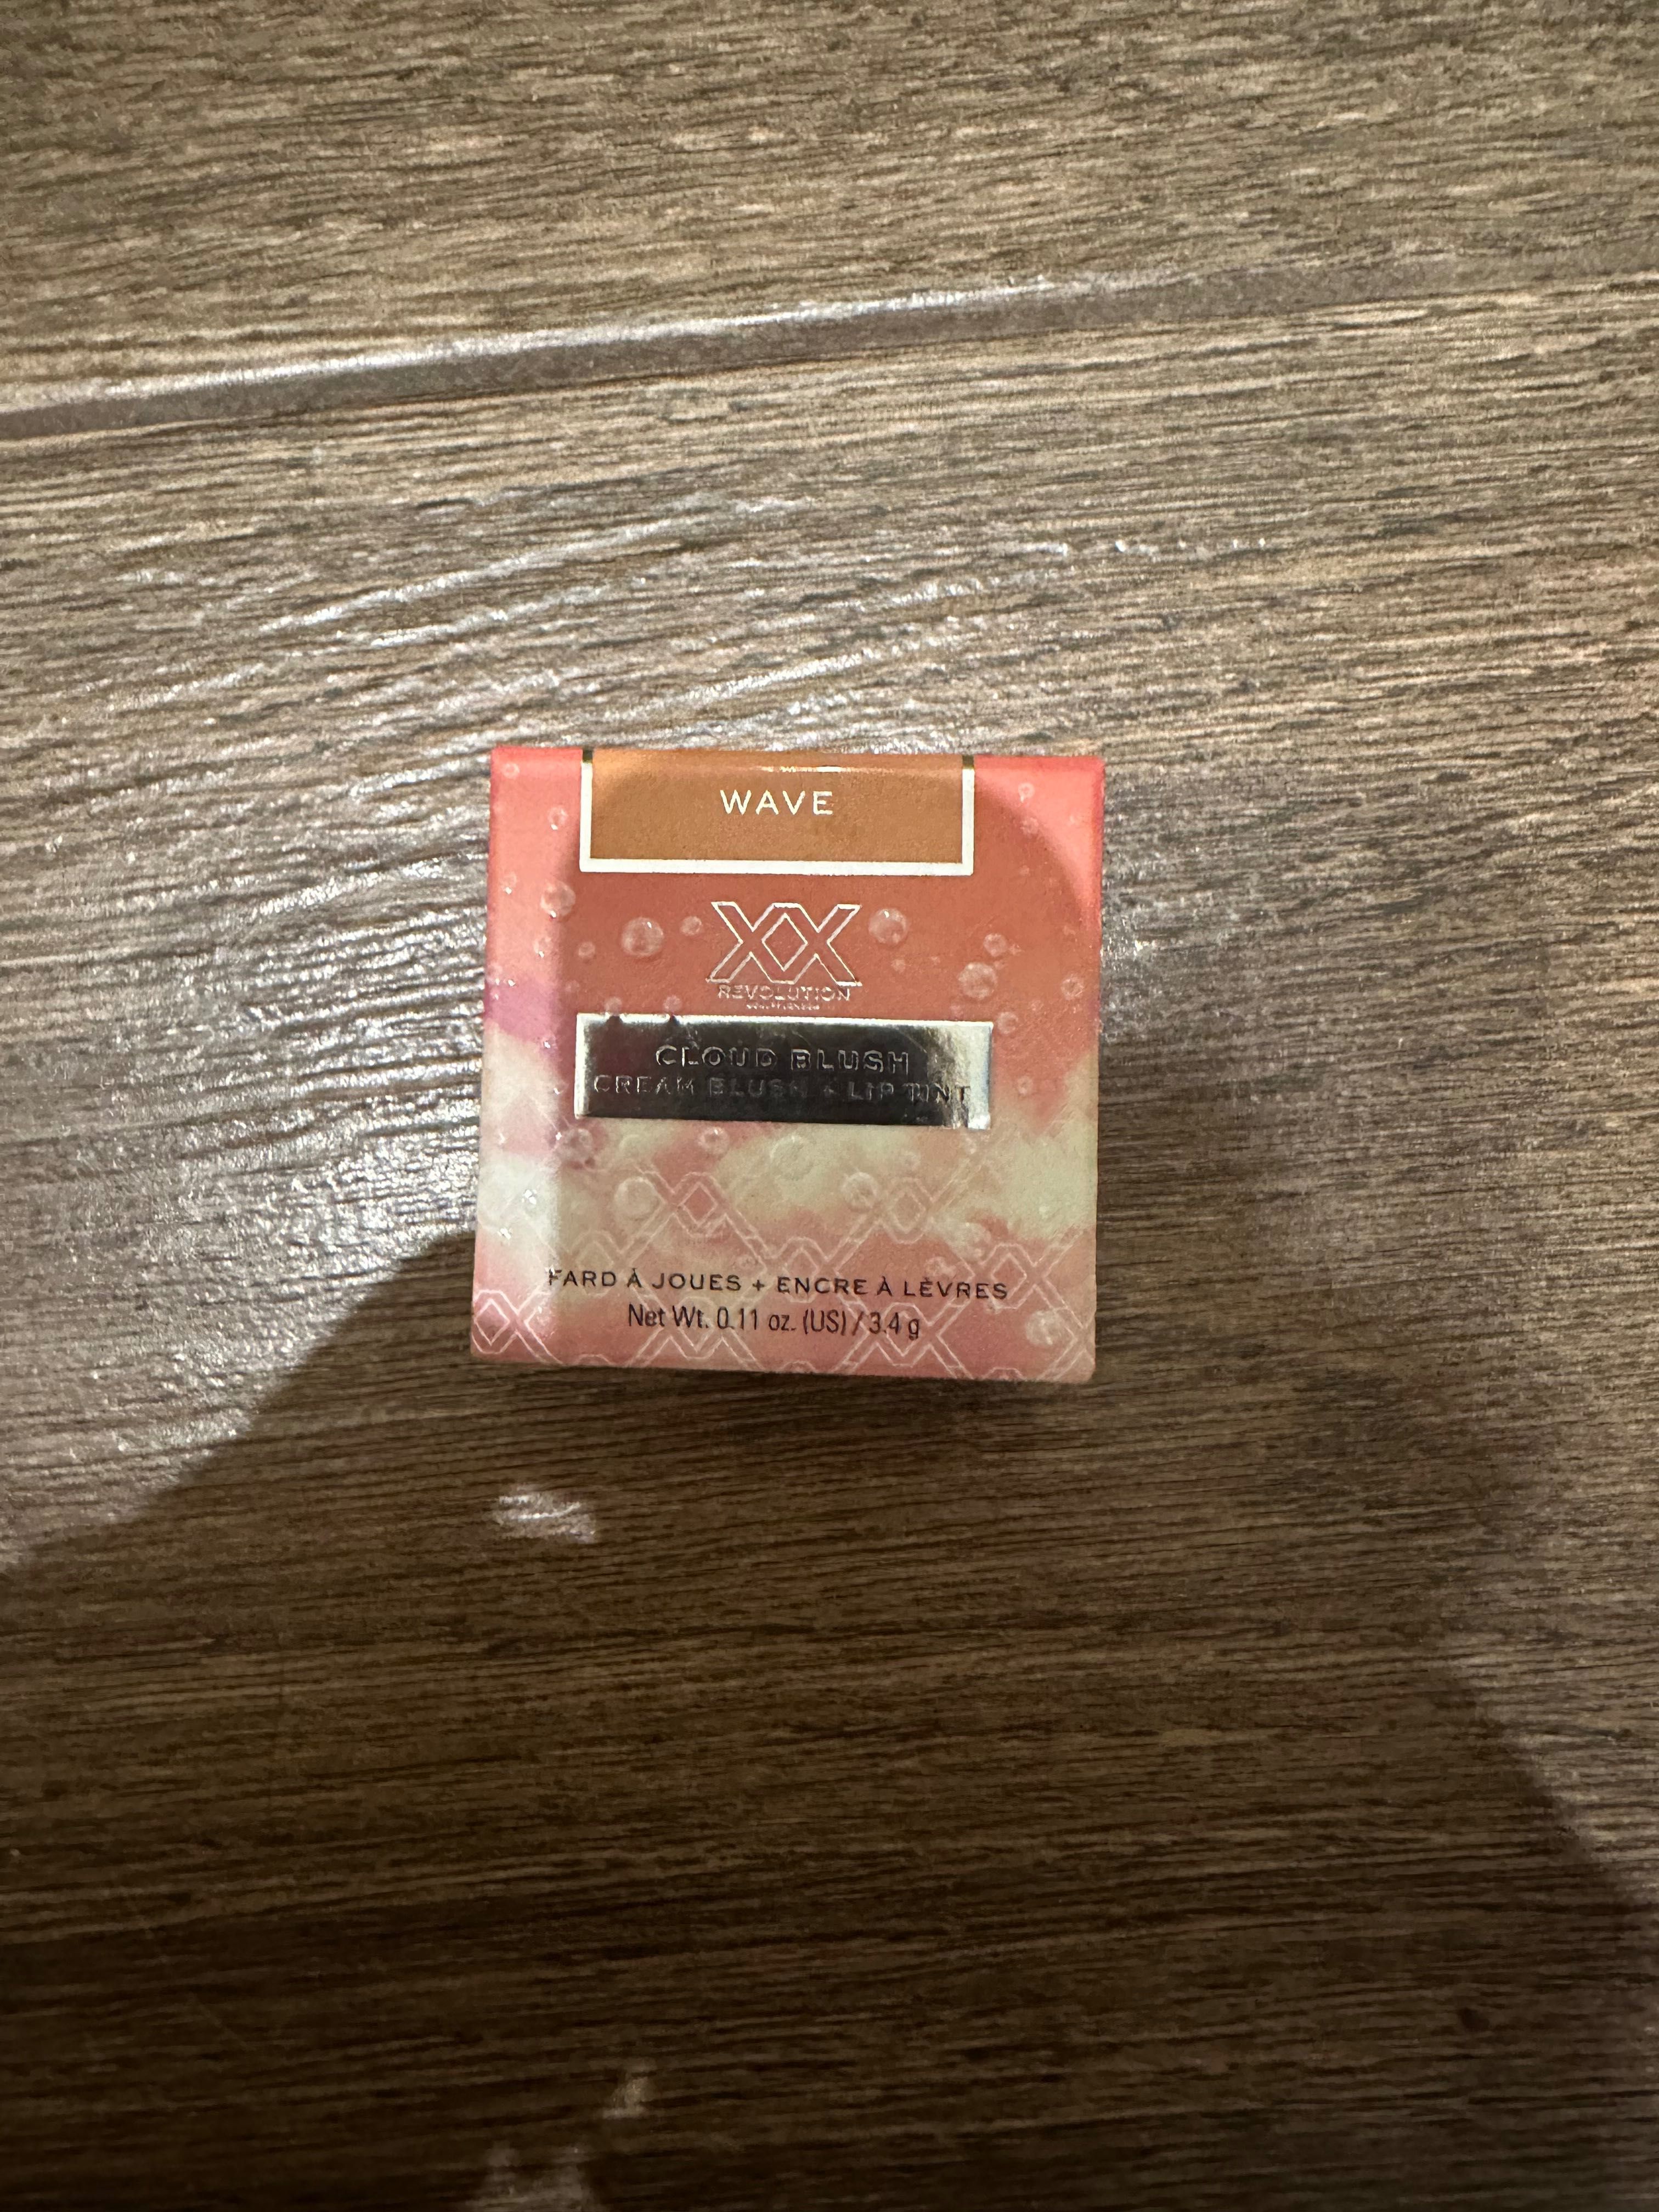 WAVE
XX
REVOLUTION
CLOUD BLUSH
CREAM BLUSH + LIP TINT
FARD À JOUES + ENCRE À LÈVRES
Net Wt. 0.11 oz. (US) / 3.4 g